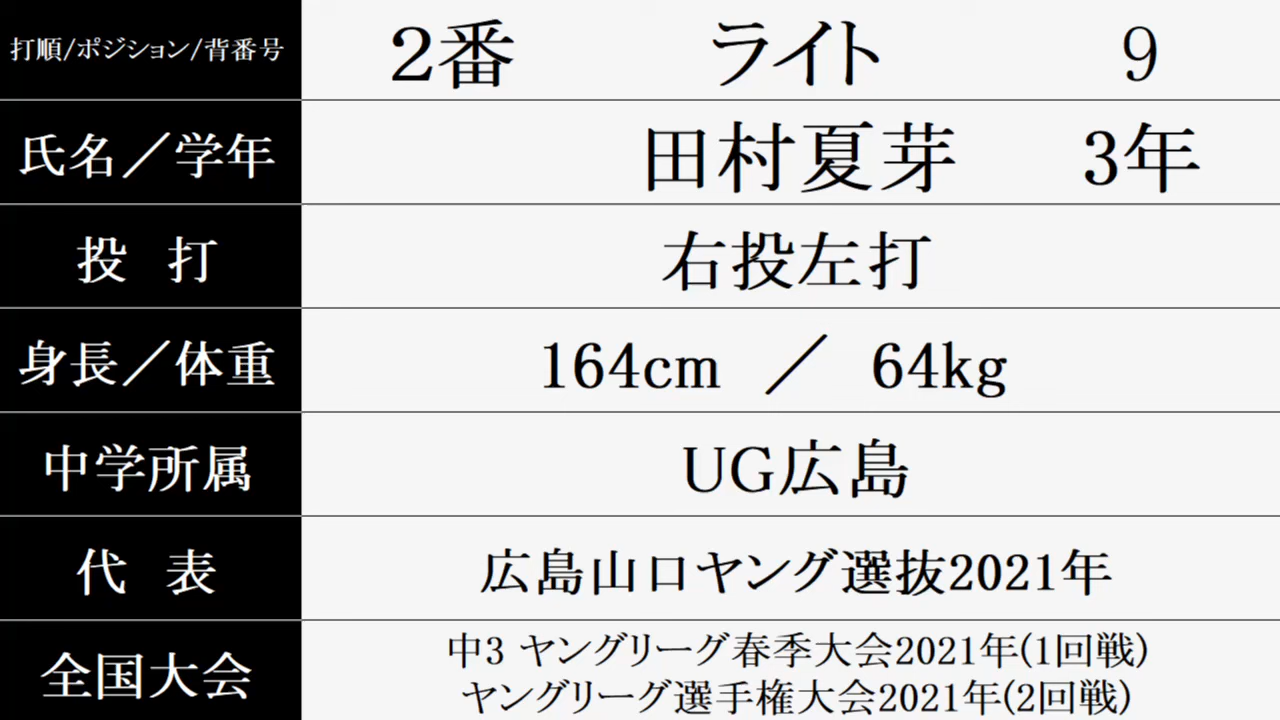 打順/ポジション/背番号 2番 ライト 9
氏名／学年 田村夏芽 3年
投 打 右投左打
身長／体重 164cm ／ 64kg
中学所属 UG広島
代 表 広島山口ヤング選抜2021年
全国大会 中3 ヤングリーグ春季大会2021年(1回戦)
ヤングリーグ選手権大会2021年(2回戦)